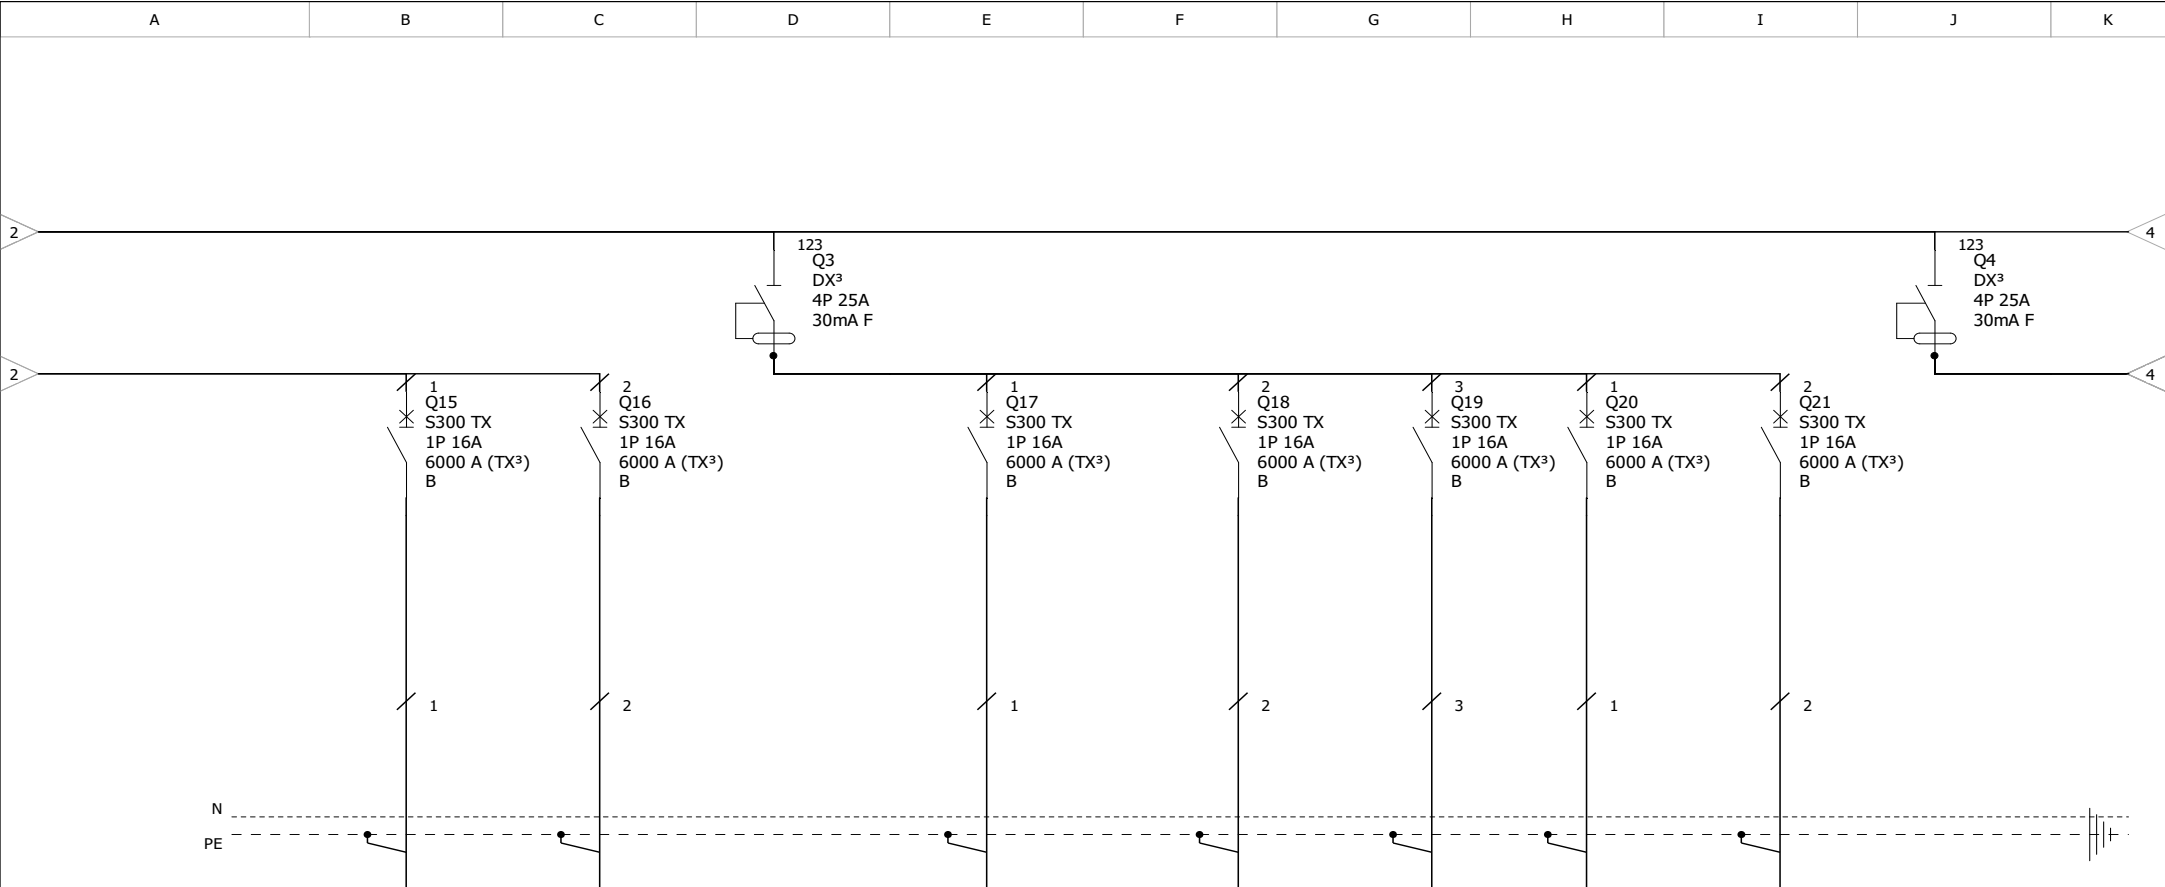 A B C D E F G H I J K
2 4
123
Q3
DX³
4P 25A
30mA F
123
Q4
DX³
4P 25A
30mA F
2 4
1
Q15
S300 TX
1P 16A
6000 A (TX³)
B
2
Q16
S300 TX
1P 16A
6000 A (TX³)
B
1
Q17
S300 TX
1P 16A
6000 A (TX³)
B
2
Q18
S300 TX
1P 16A
6000 A (TX³)
B
3
Q19
S300 TX
1P 16A
6000 A (TX³)
B
1
Q20
S300 TX
1P 16A
6000 A (TX³)
B
2
Q21
S300 TX
1P 16A
6000 A (TX³)
B
1 2 1 2 3 1 2
N
PE